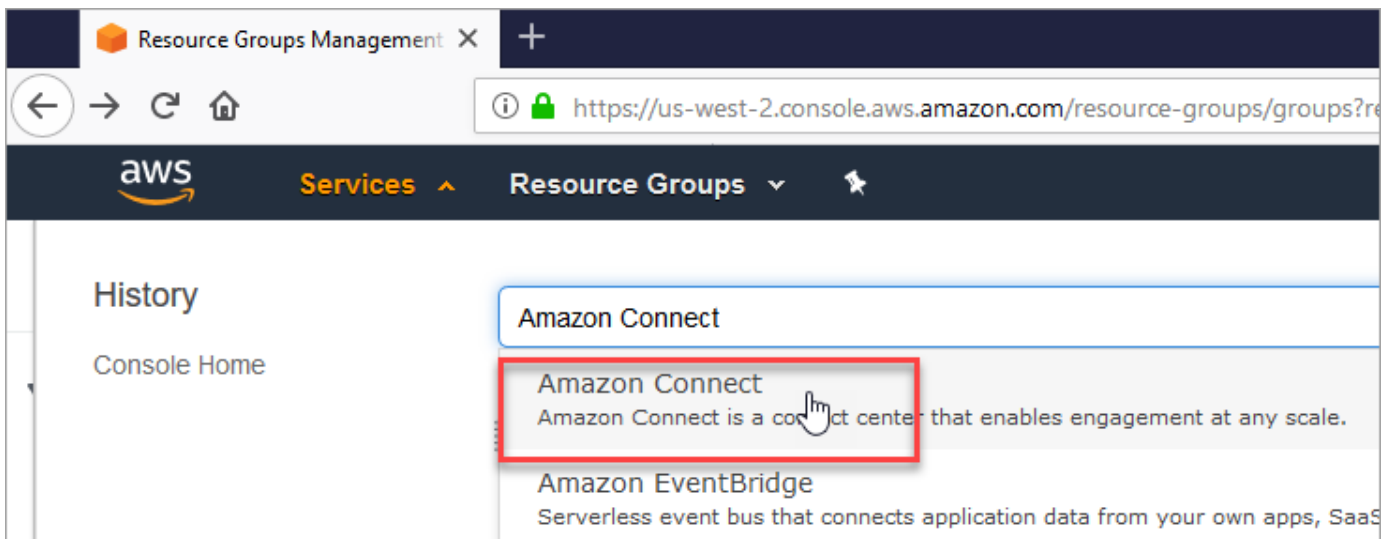 Resource Groups Management
https://us-west-2.console.aws.amazon.com/resource-groups/groups?re
aws Services Resource Groups
History
Amazon Connect
Console Home
Amazon Connect
Amazon Connect is a contact center that enables engagement at any scale.
Amazon EventBridge
Serverless event bus that connects application data from your own apps, SaaS